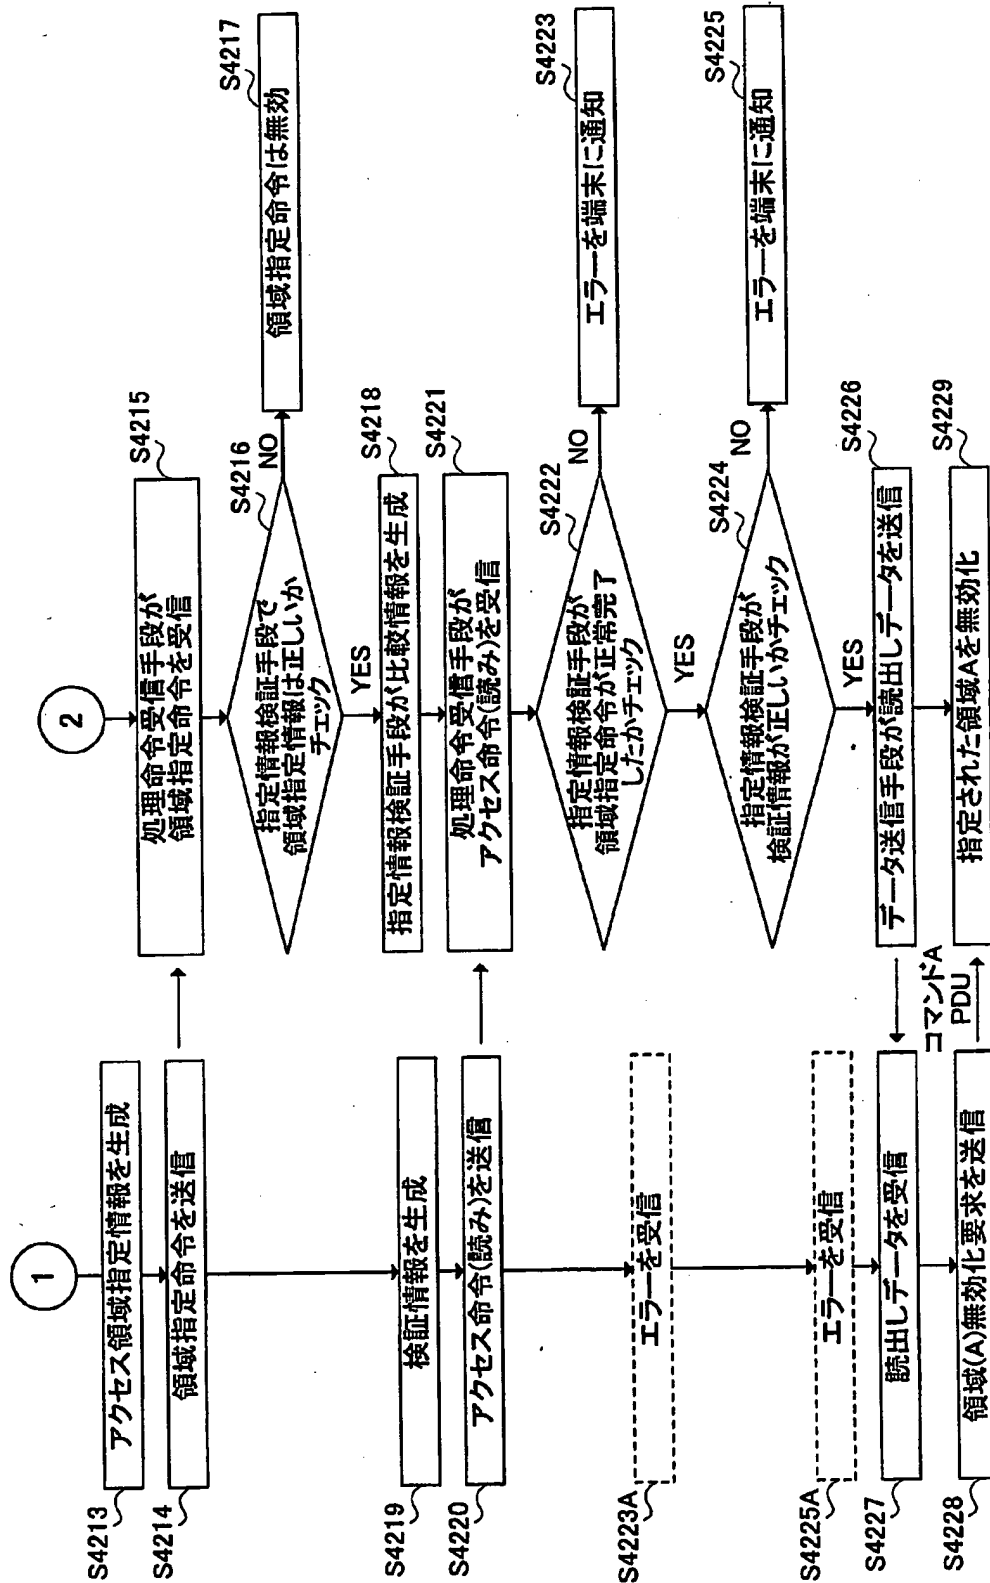 1
S4213
アクセス領域指定情報を生成
S4214
領域指定命令を送信
S4219
検証情報を生成
S4220
アクセス命令(読み)を送信
S4223A
エラーを受信
S4225A
エラーを受信
S4227
読出しデータを受信
S4228
領域(A)無効化要求を送信
コマンドA
PDU
2
処理命令受信手段が
領域指定命令を受信
S4215
指定情報検証手段で
領域指定情報は正しいか
チェック
S4216
NO
YES
領域指定命令は無効
S4217
指定情報検証手段が比較情報を生成
S4218
処理命令受信手段が
アクセス命令(読み)を受信
S4221
指定情報検証手段が
領域指定命令が正常完了
したかチェック
S4222
NO
YES
エラーを端末に通知
S4223
指定情報検証手段が
検証情報が正しいかチェック
S4224
NO
YES
エラーを端末に通知
S4225
データ送信手段が読出しデータを送信
S4226
指定された領域Aを無効化
S4229